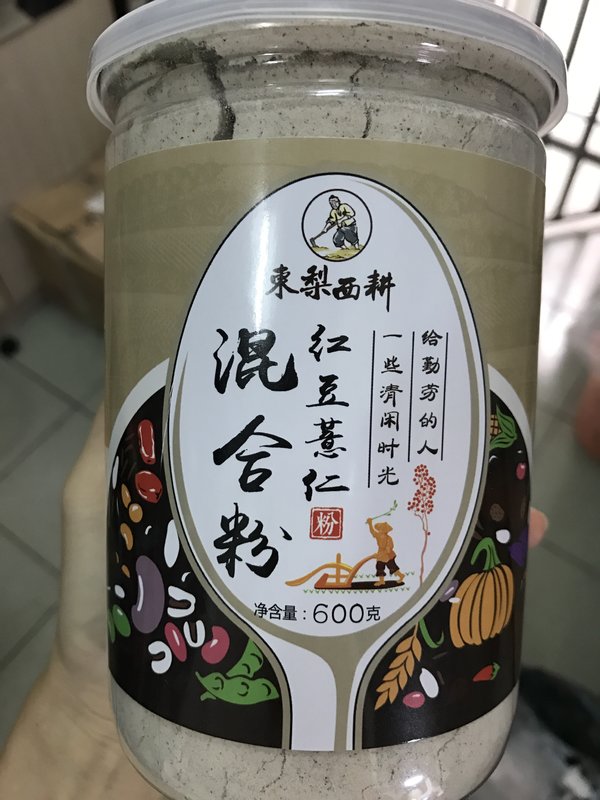 東梨西耕
给勤劳的人
一些清闲时光
红豆薏仁
粉
混合粉
净含量：600克